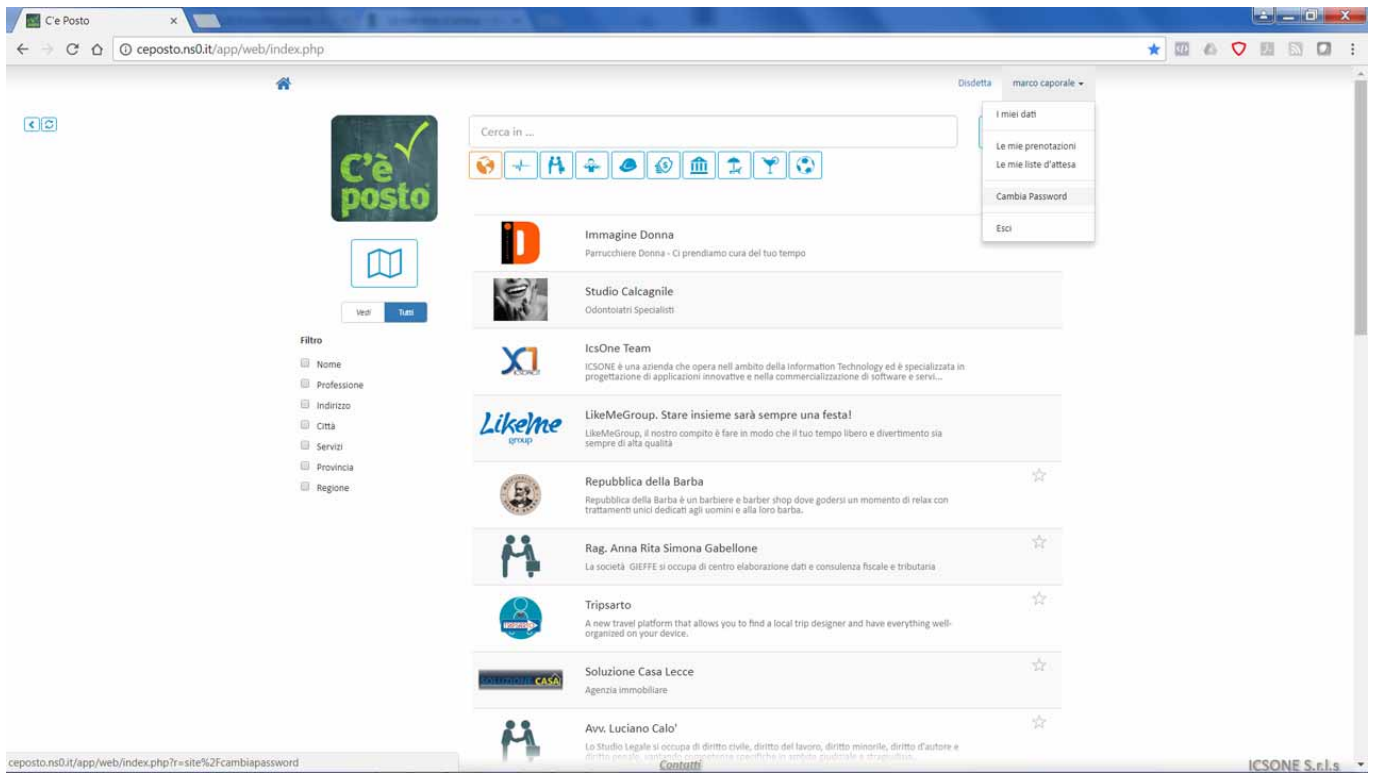 C'e Posto
ceposto.ns0.it/app/web/index.php
Disdetta
marco caporale
I miei dati
Le mie prenotazioni
Le mie liste d'attesa
Cambia Password
Esci
C'è
posto
Cerca in ...
Vedi
Tutti
Filtro
Nome
Professione
Indirizzo
Città
Servizi
Provincia
Regione
Immagine Donna
Parrucchiere Donna - Ci prendiamo cura del tuo tempo
Studio Calcagnile
Odontoiatri Specialisti
IcsOne Team
ICSONE è una azienda che opera nell ambito della Information Technology ed è specializzata in
progettazione di applicazioni innovative e nella commercializzazione di software e servi...
LikeMe
group
LikeMeGroup. Stare insieme sarà sempre una festa!
LikeMeGroup, il nostro compito è fare in modo che il tuo tempo libero e divertimento sia
sempre di alta qualità
Repubblica della Barba
Repubblica della Barba è un barbiere e barber shop dove godersi un momento di relax con
trattamenti unici dedicati agli uomini e alla loro barba.
Rag. Anna Rita Simona Gabellone
La società GIEFFE si occupa di centro elaborazione dati e consulenza fiscale e tributaria
Tripsarto
A new travel platform that allows you to find a local trip designer and have everything well-
organized on your device.
SOLUZIONE CASA
Soluzione Casa Lecce
Agenzia immobiliare
Avv. Luciano Calo'
Lo Studio Legale si occupa di diritto civile, diritto del lavoro, diritto minorile, diritto d'autore e
ceposto.ns0.it/app/web/index.php?r=site%2Fcambiapassword
Contatti
ICSONE S.r.l.s